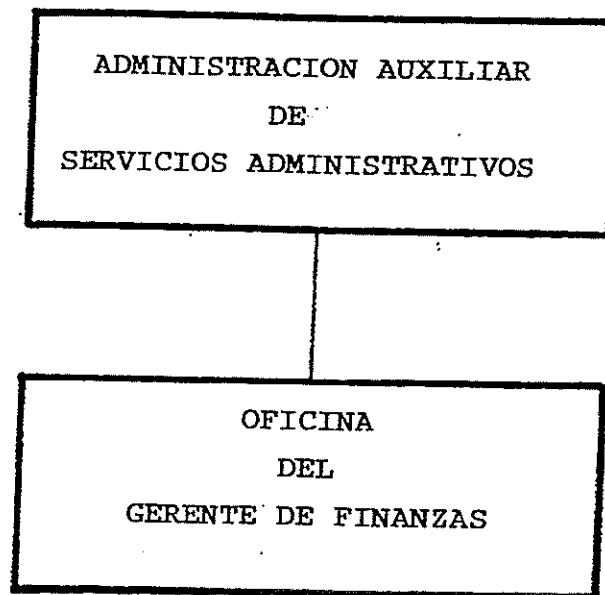 ADMINISTRACION AUXILIAR
DE
SERVICIOS ADMINISTRATIVOS
OFICINA
DEL
GERENTE DE FINANZAS